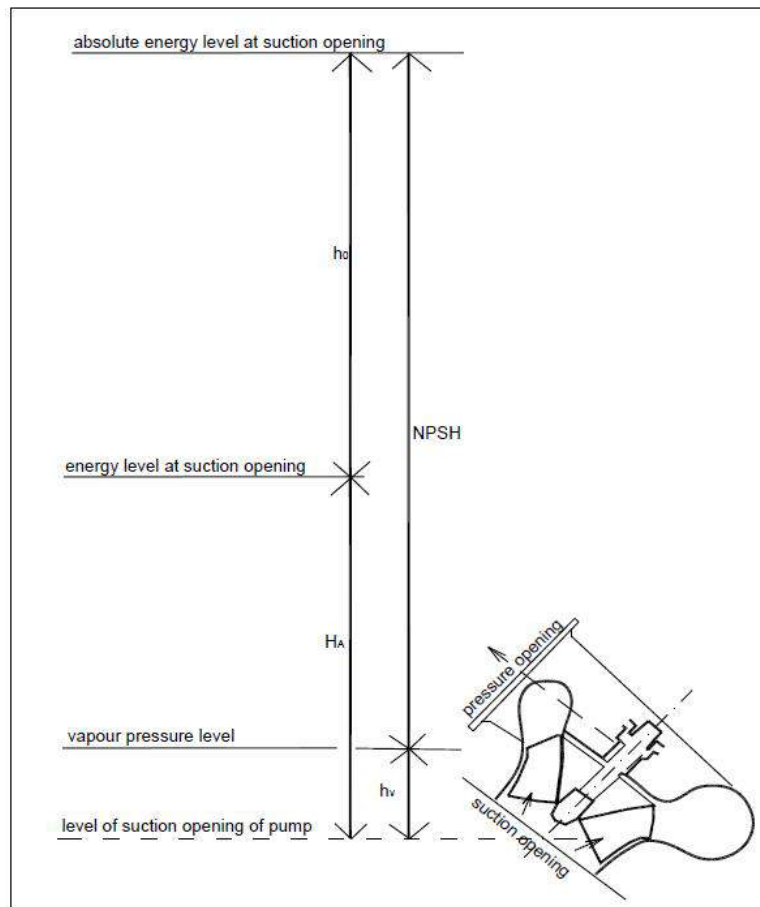 absolute energy level at suction opening
h₀
NPSH
energy level at suction opening
Hᴀ
pressure opening
vapour pressure level
hᵥ
suction opening
level of suction opening of pump